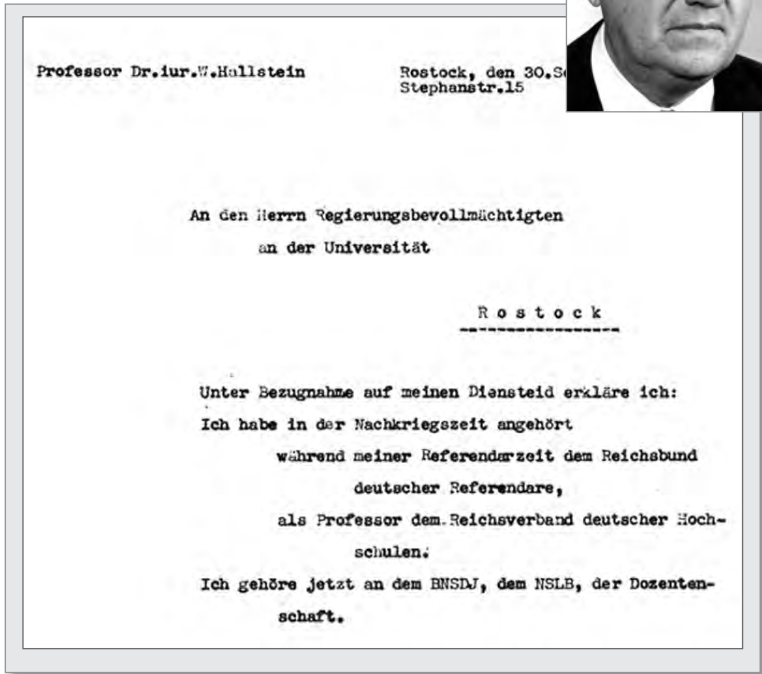 Professor Dr.iur.W.Hallstein
Rostock, den 30.S
Stephanstr.15
An den Herrn Regierungsbevollmächtigten
an der Universität
Rostock
Unter Bezugnahme auf meinen Diensteid erkläre ich:
Ich habe in der Nachkriegszeit angehört
während meiner Referendarzeit dem Reichsbund
deutscher Referendare,
als Professor dem Reichsverband deutscher Hoch-
schulen.
Ich gehöre jetzt an dem BNSDJ, dem NSLB, der Dozenten-
schaft.